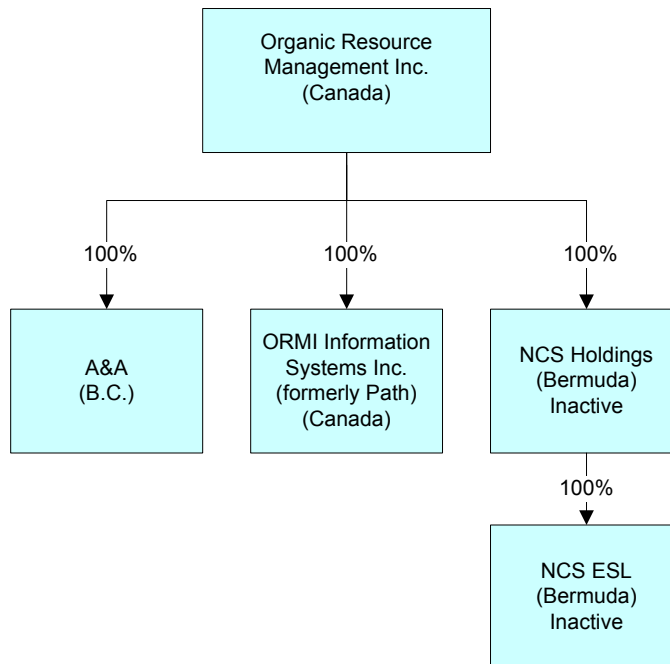 Organic Resource
Management Inc.
(Canada)
100%
100%
100%
A&A
(B.C.)
ORMI Information
Systems Inc.
(formerly Path)
(Canada)
NCS Holdings
(Bermuda)
Inactive
100%
NCS ESL
(Bermuda)
Inactive